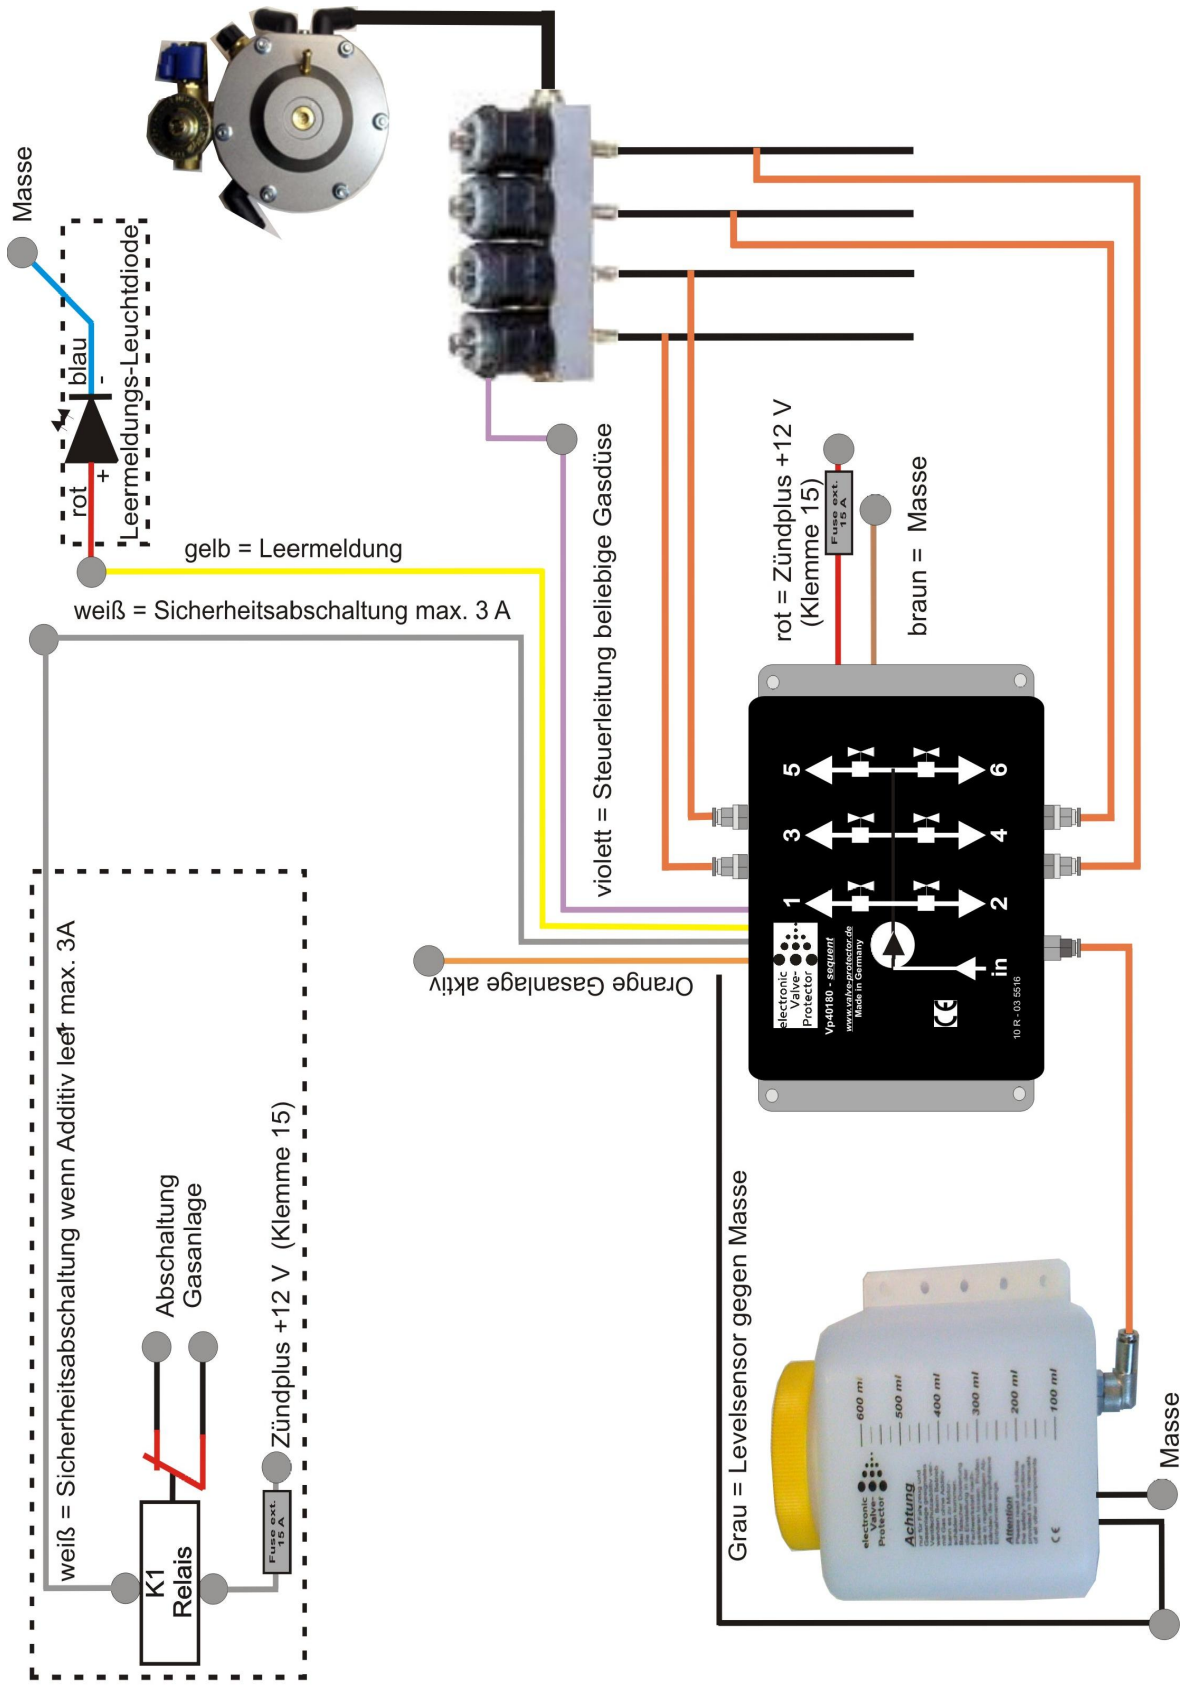 Masse
rot
blau
+
-
Leermeldungs-Leuchtdiode
gelb = Leermeldung
weiß = Sicherheitsabschaltung max. 3 A
violett = Steuerleitung beliebige Gasdüse
rot = Zündplus +12 V
(Klemme 15)
Fuse ext.
15 A
braun = Masse
Orange Gasanlage aktiv
weiß = Sicherheitsabschaltung wenn Additiv leer max. 3A
Abschaltung
Gasanlage
K1
Relais
Fuse ext.
15 A
Zündplus +12 V (Klemme 15)
electronic
Valve-
Protector
Vp40180 - sequent
www.valve-protector.de
Made in Germany
CE
10 R - 03 5516
in
1
3
5
2
4
6
Grau = Levelsensor gegen Masse
600 ml
500 ml
400 ml
300 ml
200 ml
100 ml
electronic
Valve-
Protector
Achtung
Attention
CE
Masse